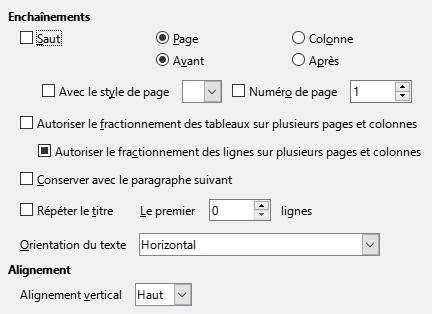 Enchaînements
Saut Page Colonne
Avant Après
Avec le style de page Numéro de page 1
Autoriser le fractionnement des tableaux sur plusieurs pages et colonnes
Autoriser le fractionnement des lignes sur plusieurs pages et colonnes
Conserver avec le paragraphe suivant
Répéter le titre Le premier 0 lignes
Orientation du texte Horizontal
Alignement
Alignement vertical Haut